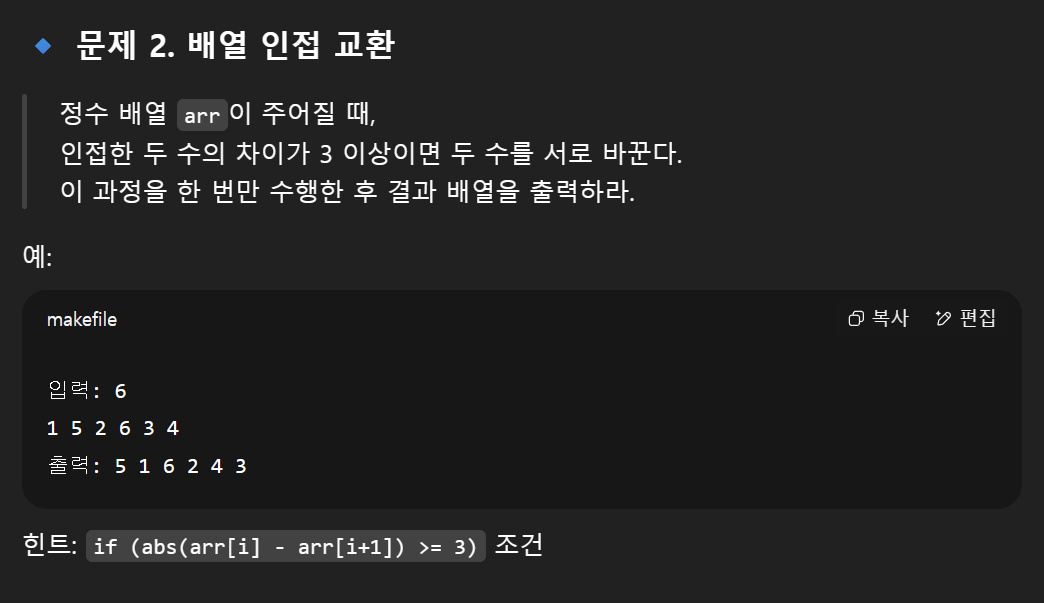 문제 2. 배열 인접 교환
정수 배열 arr이 주어질 때,
인접한 두 수의 차이가 3 이상이면 두 수를 서로 바꾼다.
이 과정을 한 번만 수행한 후 결과 배열을 출력하라.
예:
makefile 복사 편집
입력: 6
1 5 2 6 3 4
출력: 5 1 6 2 4 3
힌트: if (abs(arr[i] - arr[i+1]) >= 3) 조건